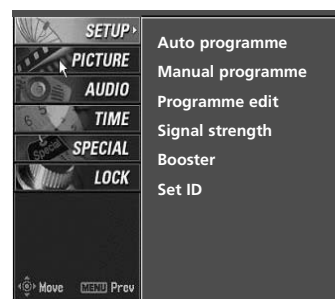 SETUP
PICTURE
AUDIO
TIME
SPECIAL
LOCK
Move MENU Prev
Auto programme
Manual programme
Programme edit
Signal strength
Booster
Set ID